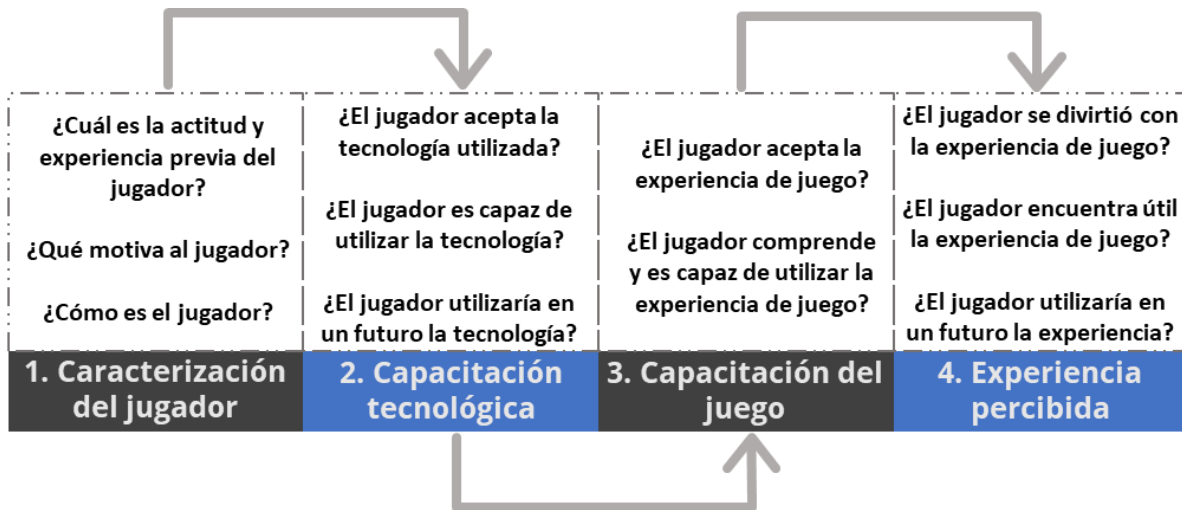 ¿Cuál es la actitud y
experiencia previa del
jugador?
¿Qué motiva al jugador?
¿Cómo es el jugador?
1. Caracterización
del jugador
¿El jugador acepta la
tecnología utilizada?
¿El jugador es capaz de
utilizar la tecnología?
¿El jugador utilizaría en
un futuro la tecnología?
2. Capacitación
tecnológica
¿El jugador acepta la
experiencia de juego?
¿El jugador comprende
y es capaz de utilizar la
experiencia de juego?
3. Capacitación del
juego
¿El jugador se divirtió con
la experiencia de juego?
¿El jugador encuentra útil
la experiencia de juego?
¿El jugador utilizaría en
un futuro la experiencia?
4. Experiencia
percibida